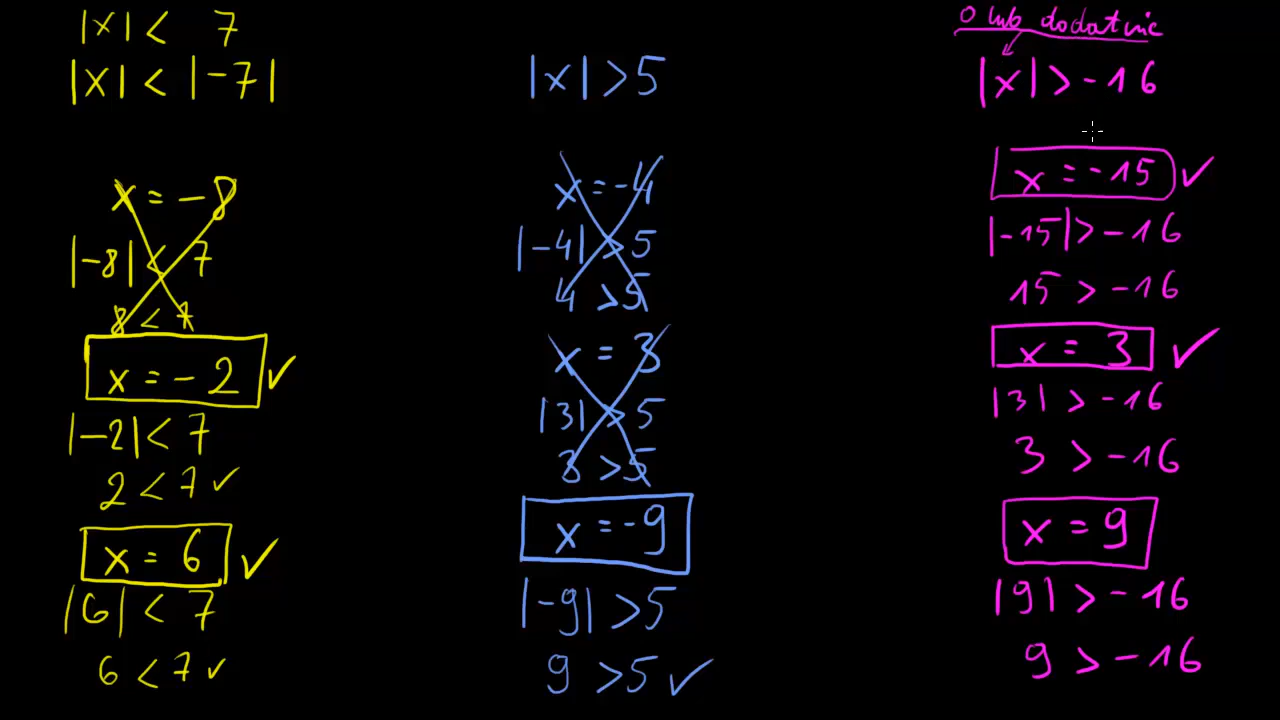 |x| < 7
|x| < |-7|
x = -8
|-8| < 7
8 < 7
x = -2 ✓
|-2| < 7
2 < 7 ✓
x = 6 ✓
|6| < 7
6 < 7 ✓
|x| > 5
x = -4
|-4| > 5
4 > 5
x = 3
|3| > 5
3 > 5
x = -9
|-9| > 5
9 > 5 ✓
0 lub dodatnie
|x| > -16
x = -15 ✓
|-15| > -16
15 > -16
x = 3 ✓
|3| > -16
3 > -16
x = 9
|9| > -16
9 > -16